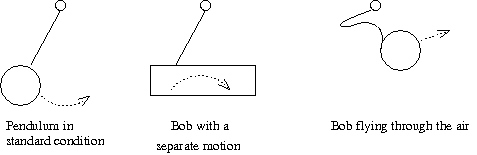 Pendulum in
standard condition
Bob with a
separate motion
Bob flying through the air